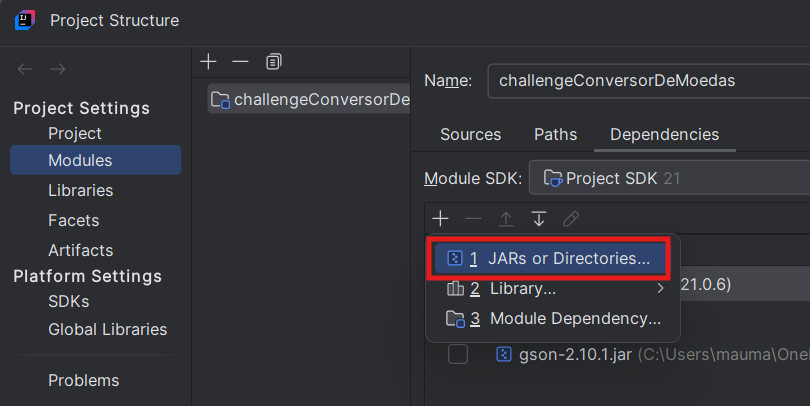 Project Structure
Project Settings
Project
Modules
Libraries
Facets
Artifacts
Platform Settings
SDKs
Global Libraries
Problems
challengeConversorDe
Name: challengeConversorDeMoedas
Sources Paths Dependencies
Module SDK: Project SDK 21
1 JARs or Directories...
2 Library...
21.0.6)
3 Module Dependency...
gson-2.10.1.jar (C:\Users\mauma\Onel